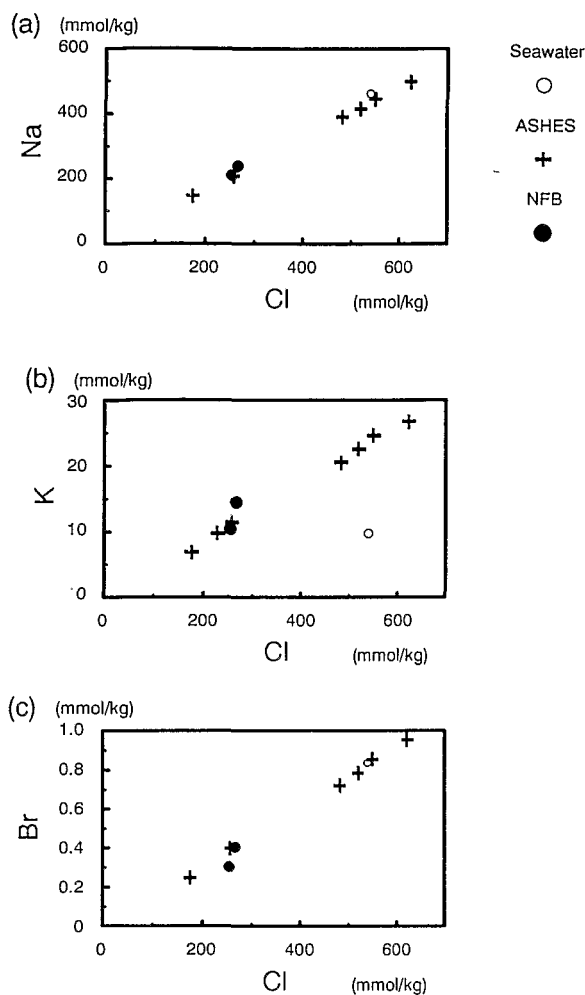 (a) (mmol/kg)
600
400
200
0
Na
0 200 400 600
Cl (mmol/kg)
Seawater
ASHES
NFB
(b) (mmol/kg)
30
20
10
0
K
0 200 400 600
Cl (mmol/kg)
(c) (mmol/kg)
1.0
0.8
0.6
0.4
0.2
0
Br
0 200 400 600
Cl (mmol/kg)